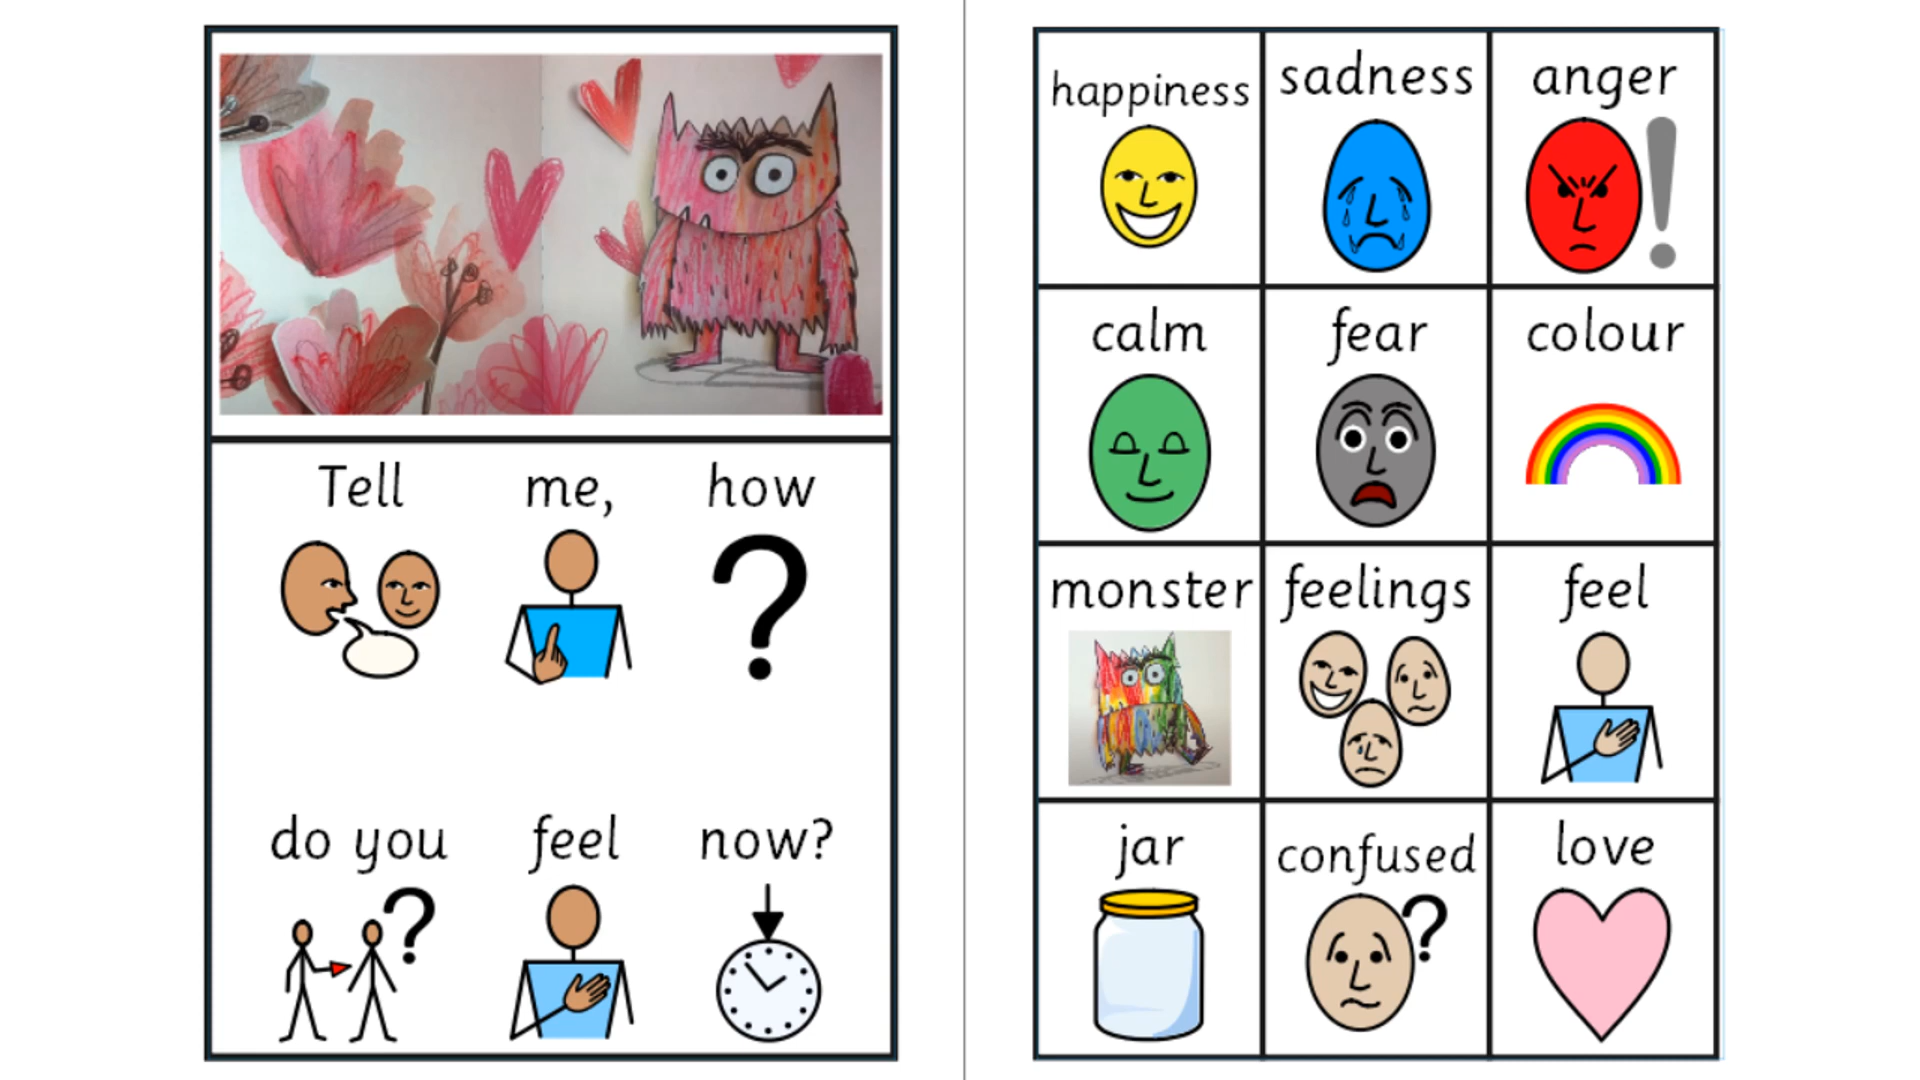 Tell me, how
do you feel now?
happiness sadness anger
calm fear colour
monster feelings feel
jar confused love